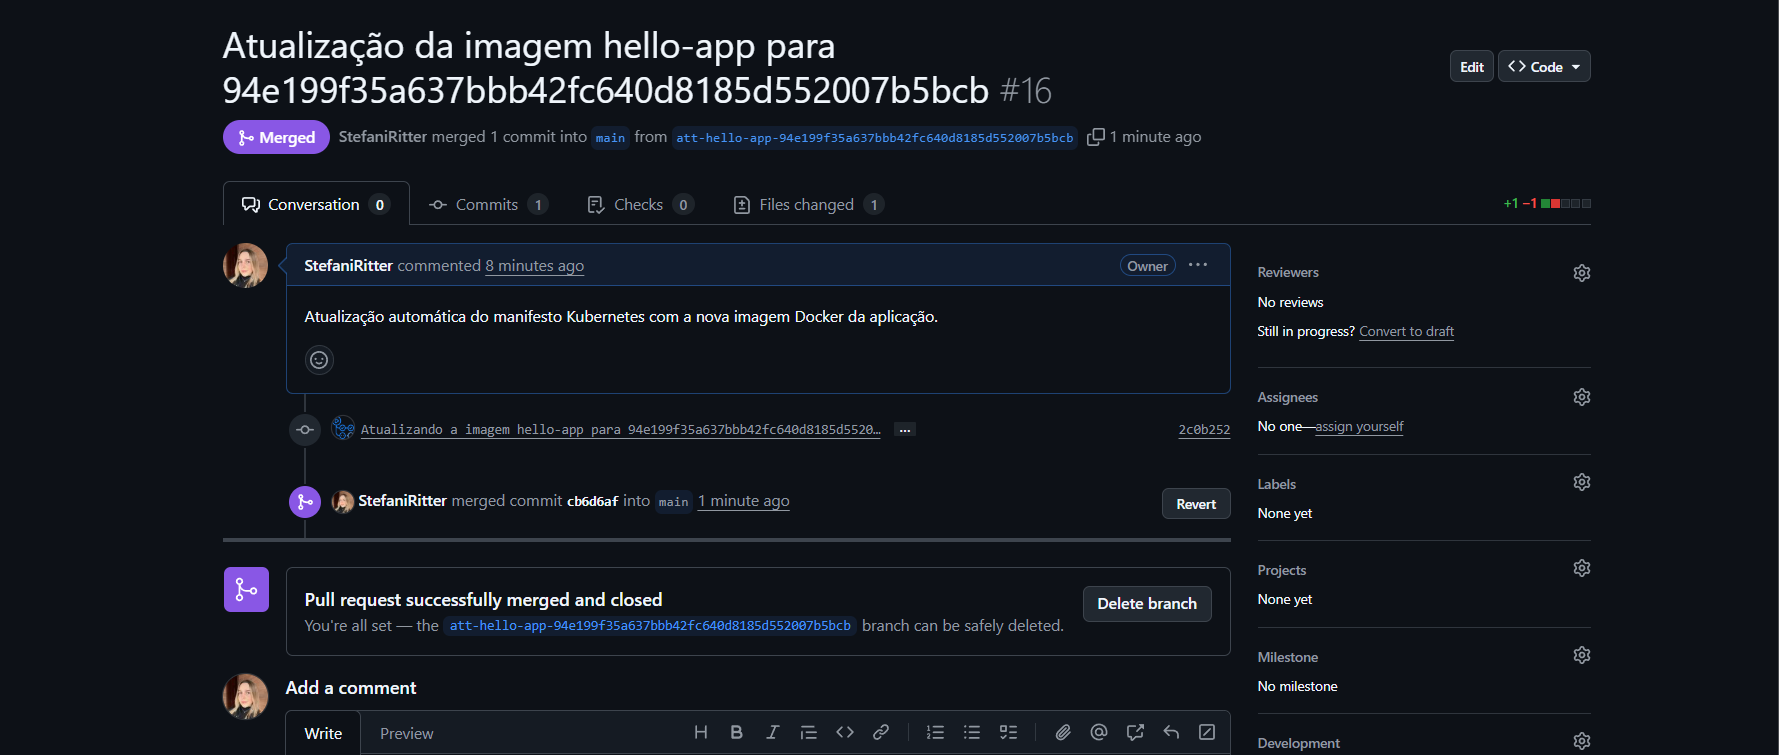 Atualização da imagem hello-app para
94e199f35a637bbb42fc640d8185d552007b5bcb #16
Edit
Code
Merged
StefaniRitter merged 1 commit into main from att-hello-app-94e199f35a637bbb42fc640d8185d552007b5bcb 1 minute ago
Conversation 0
Commits 1
Checks 0
Files changed 1
+1 −1
StefaniRitter commented 8 minutes ago
Owner
Atualização automática do manifesto Kubernetes com a nova imagem Docker da aplicação.
Atualizando a imagem hello-app para 94e199f35a637bbb42fc640d8185d5520… ...
2c0b252
StefaniRitter merged commit cb6d6af into main 1 minute ago
Revert
Pull request successfully merged and closed
You're all set — the att-hello-app-94e199f35a637bbb42fc640d8185d552007b5bcb branch can be safely deleted.
Delete branch
Add a comment
Write
Preview
Reviewers
No reviews
Still in progress? Convert to draft
Assignees
No one—assign yourself
Labels
None yet
Projects
None yet
Milestone
No milestone
Development